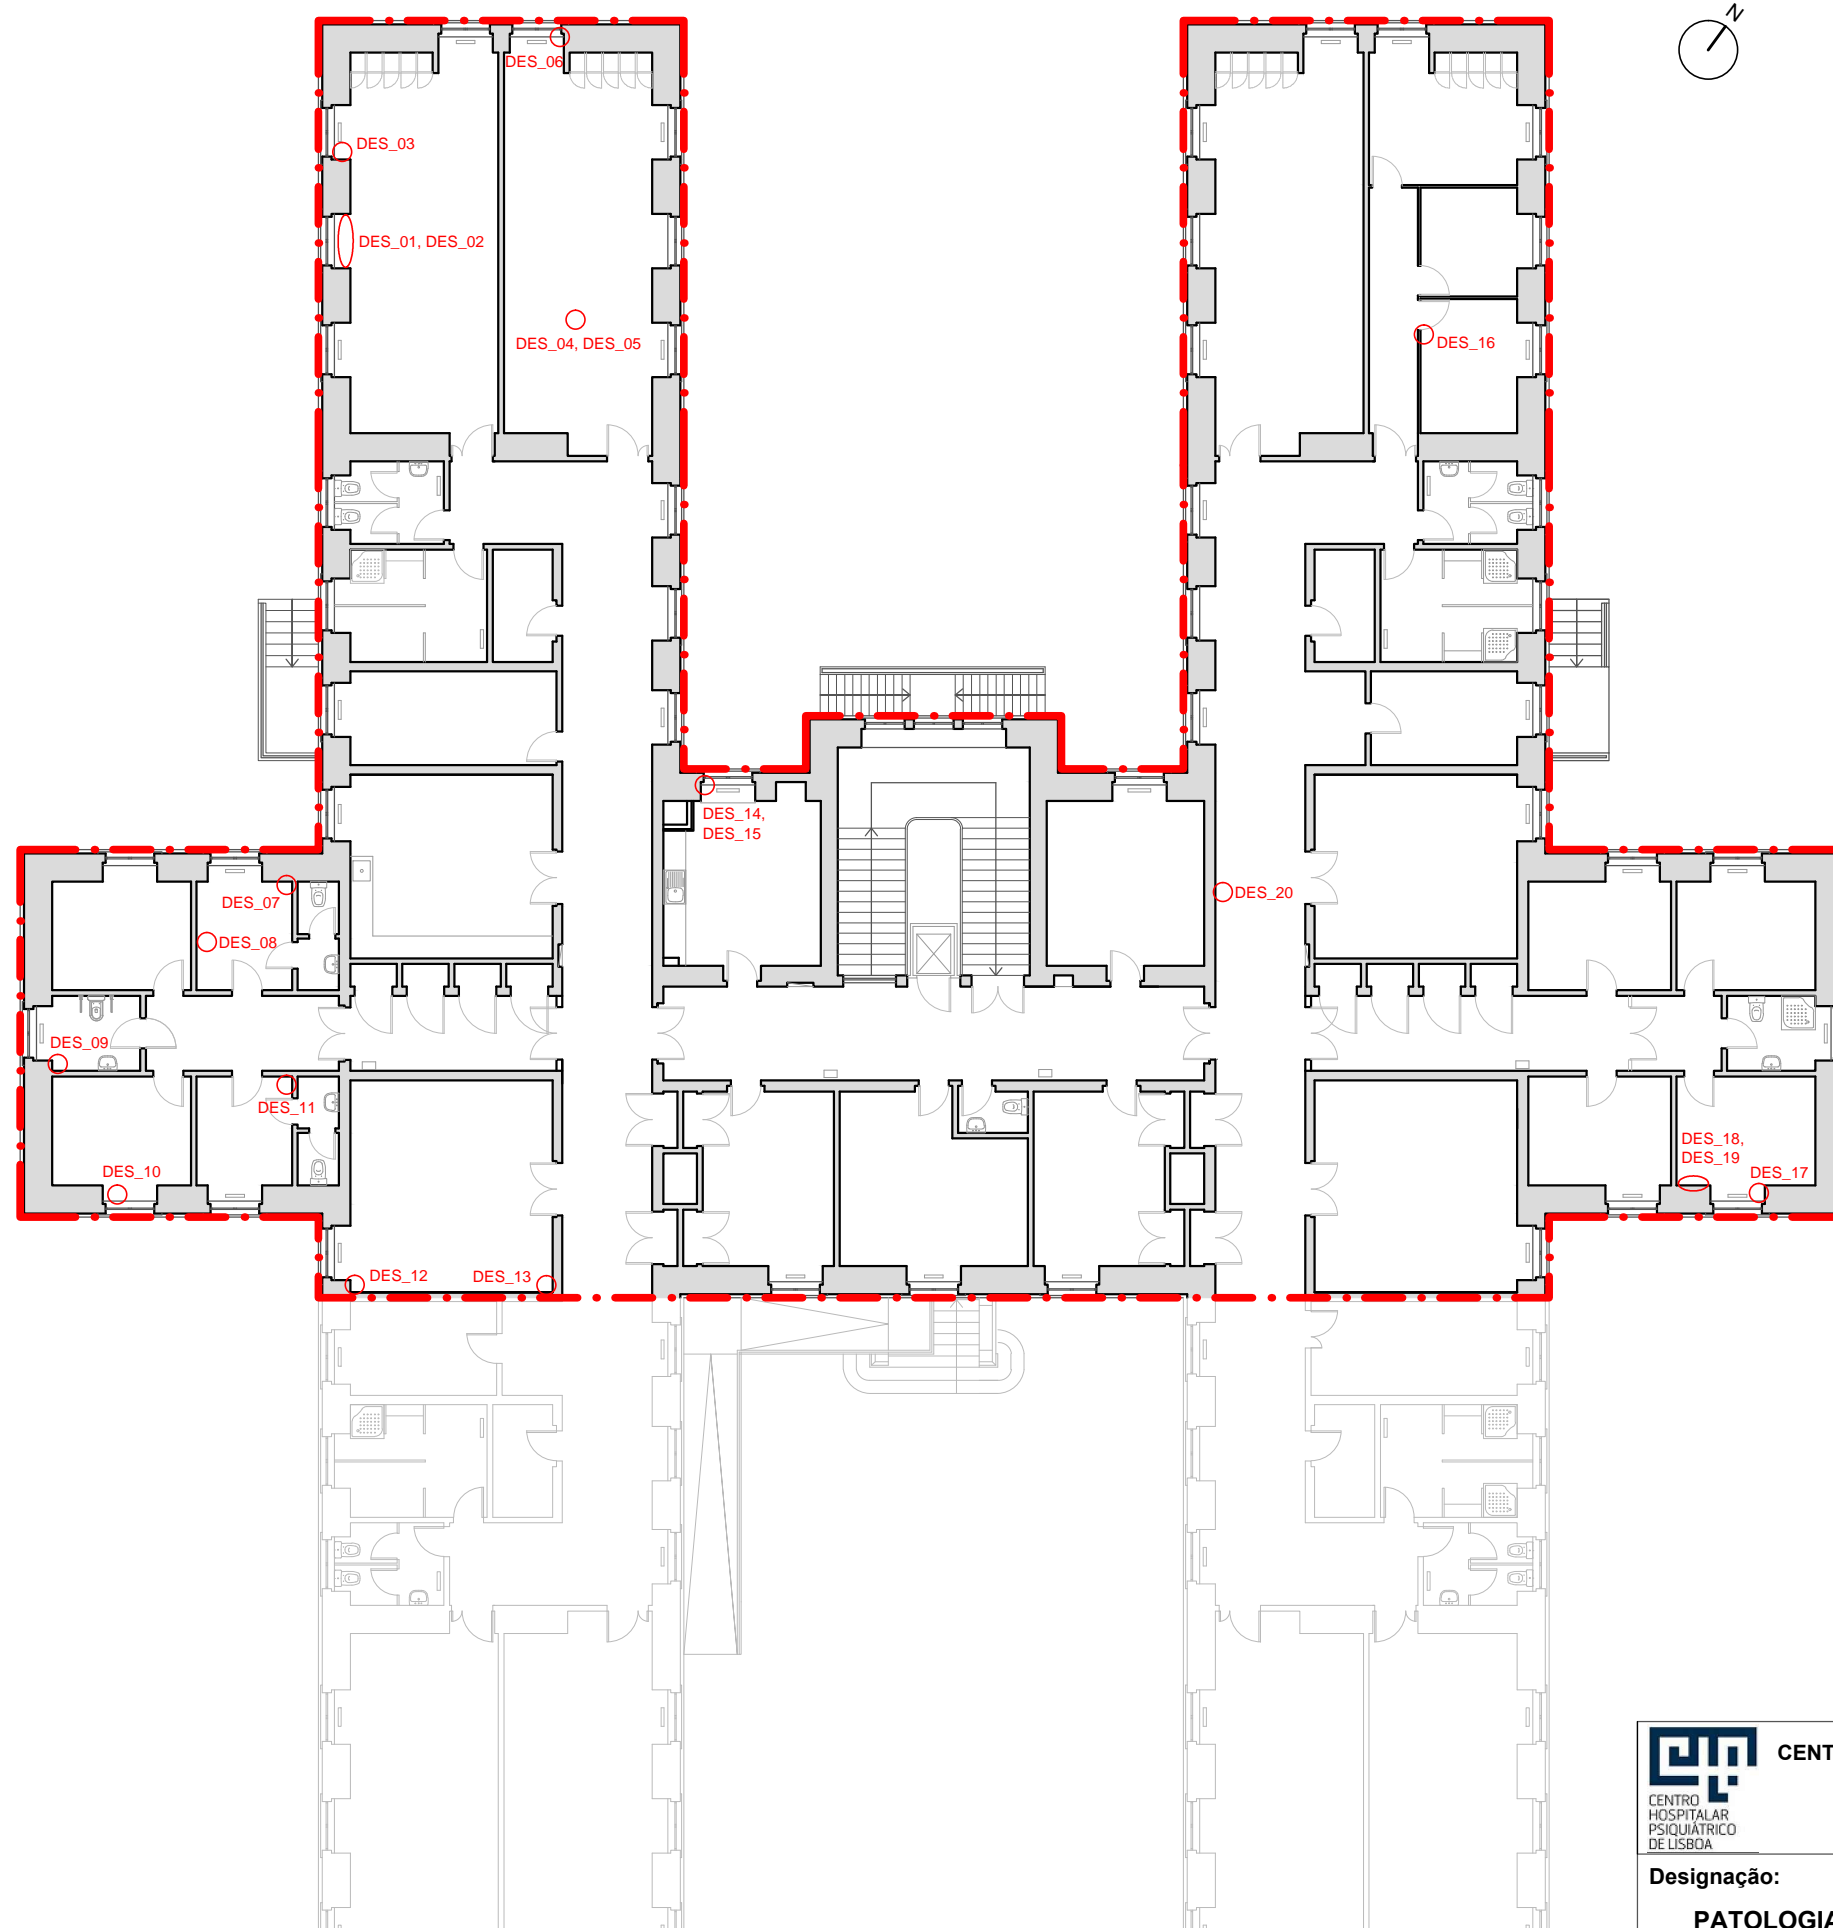 N
DES_06
DES_03
DES_01, DES_02
DES_04, DES_05
DES_16
DES_14,
DES_15
DES_07
DES_08
DES_20
DES_09
DES_11
DES_10
DES_18,
DES_19
DES_17
DES_12
DES_13
CENT
CENTRO
HOSPITALAR
PSIQUIÁTRICO
DE LISBOA
Designação:
PATOLOGIA